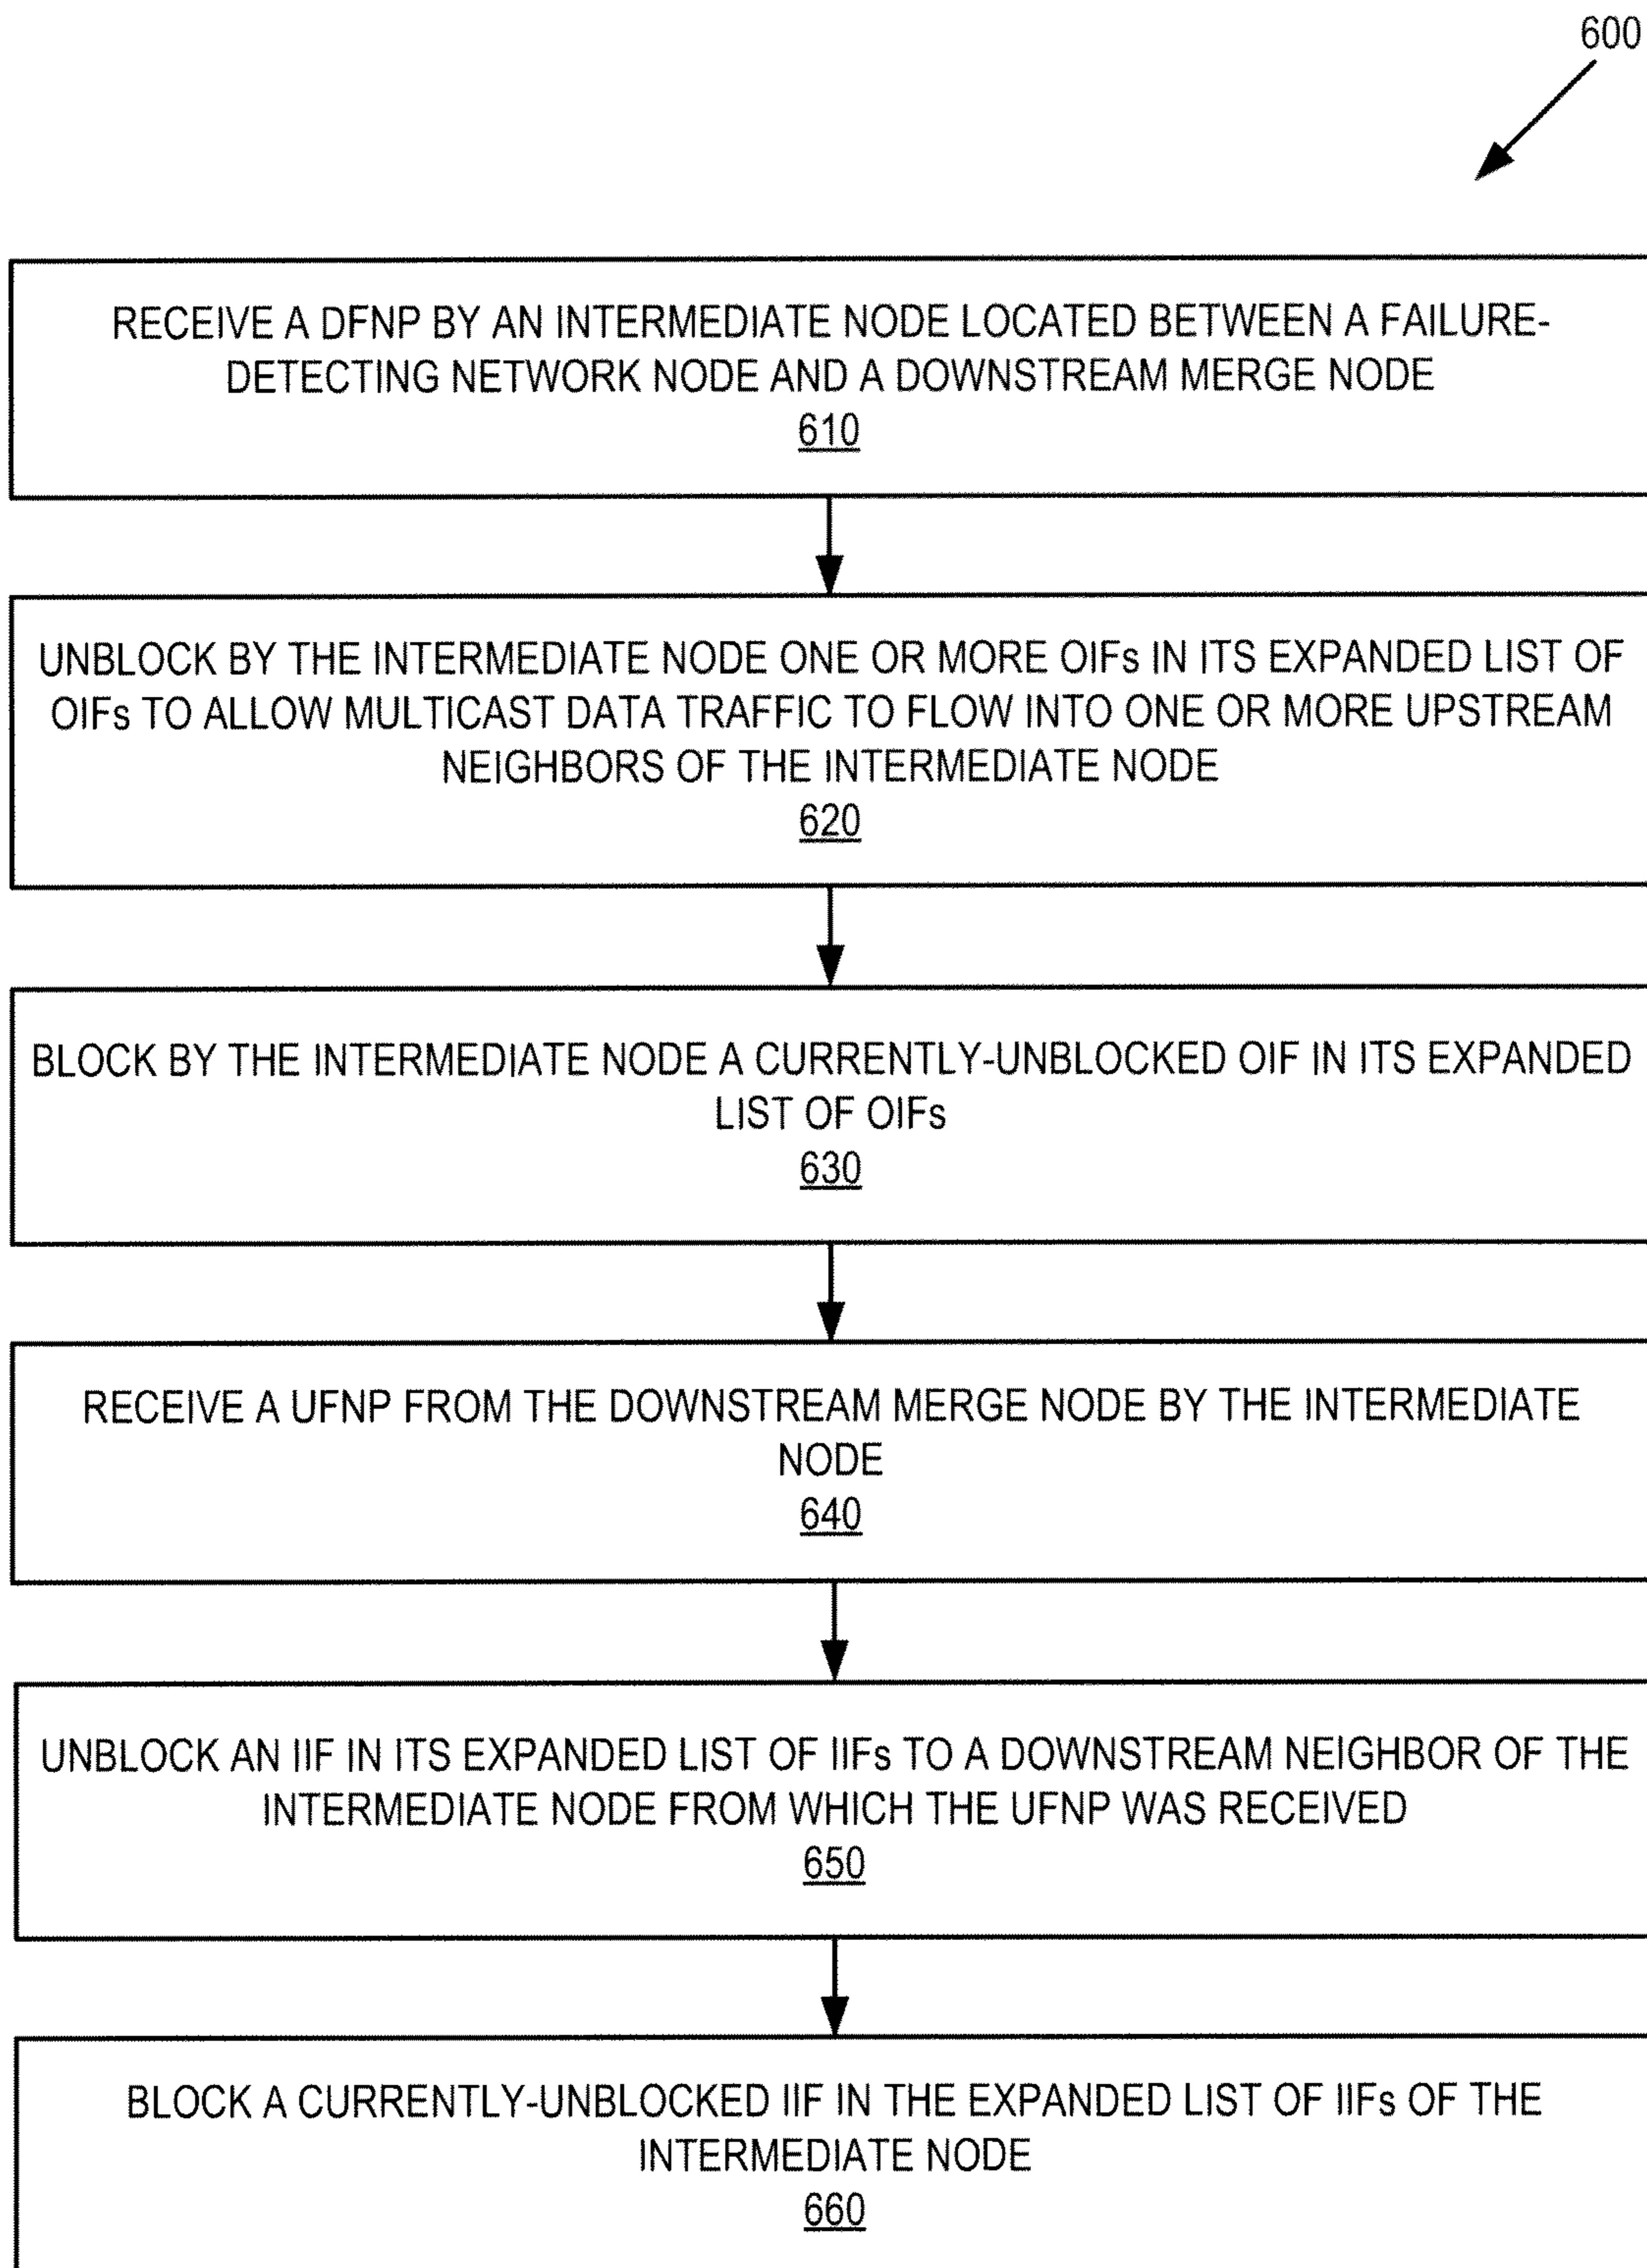 600
RECEIVE A DFNP BY AN INTERMEDIATE NODE LOCATED BETWEEN A FAILURE-
DETECTING NETWORK NODE AND A DOWNSTREAM MERGE NODE
610
UNBLOCK BY THE INTERMEDIATE NODE ONE OR MORE OIFs IN ITS EXPANDED LIST OF
OIFs TO ALLOW MULTICAST DATA TRAFFIC TO FLOW INTO ONE OR MORE UPSTREAM
NEIGHBORS OF THE INTERMEDIATE NODE
620
BLOCK BY THE INTERMEDIATE NODE A CURRENTLY-UNBLOCKED OIF IN ITS EXPANDED
LIST OF OIFs
630
RECEIVE A UFNP FROM THE DOWNSTREAM MERGE NODE BY THE INTERMEDIATE
NODE
640
UNBLOCK AN IIF IN ITS EXPANDED LIST OF IIFs TO A DOWNSTREAM NEIGHBOR OF THE
INTERMEDIATE NODE FROM WHICH THE UFNP WAS RECEIVED
650
BLOCK A CURRENTLY-UNBLOCKED IIF IN THE EXPANDED LIST OF IIFs OF THE
INTERMEDIATE NODE
660